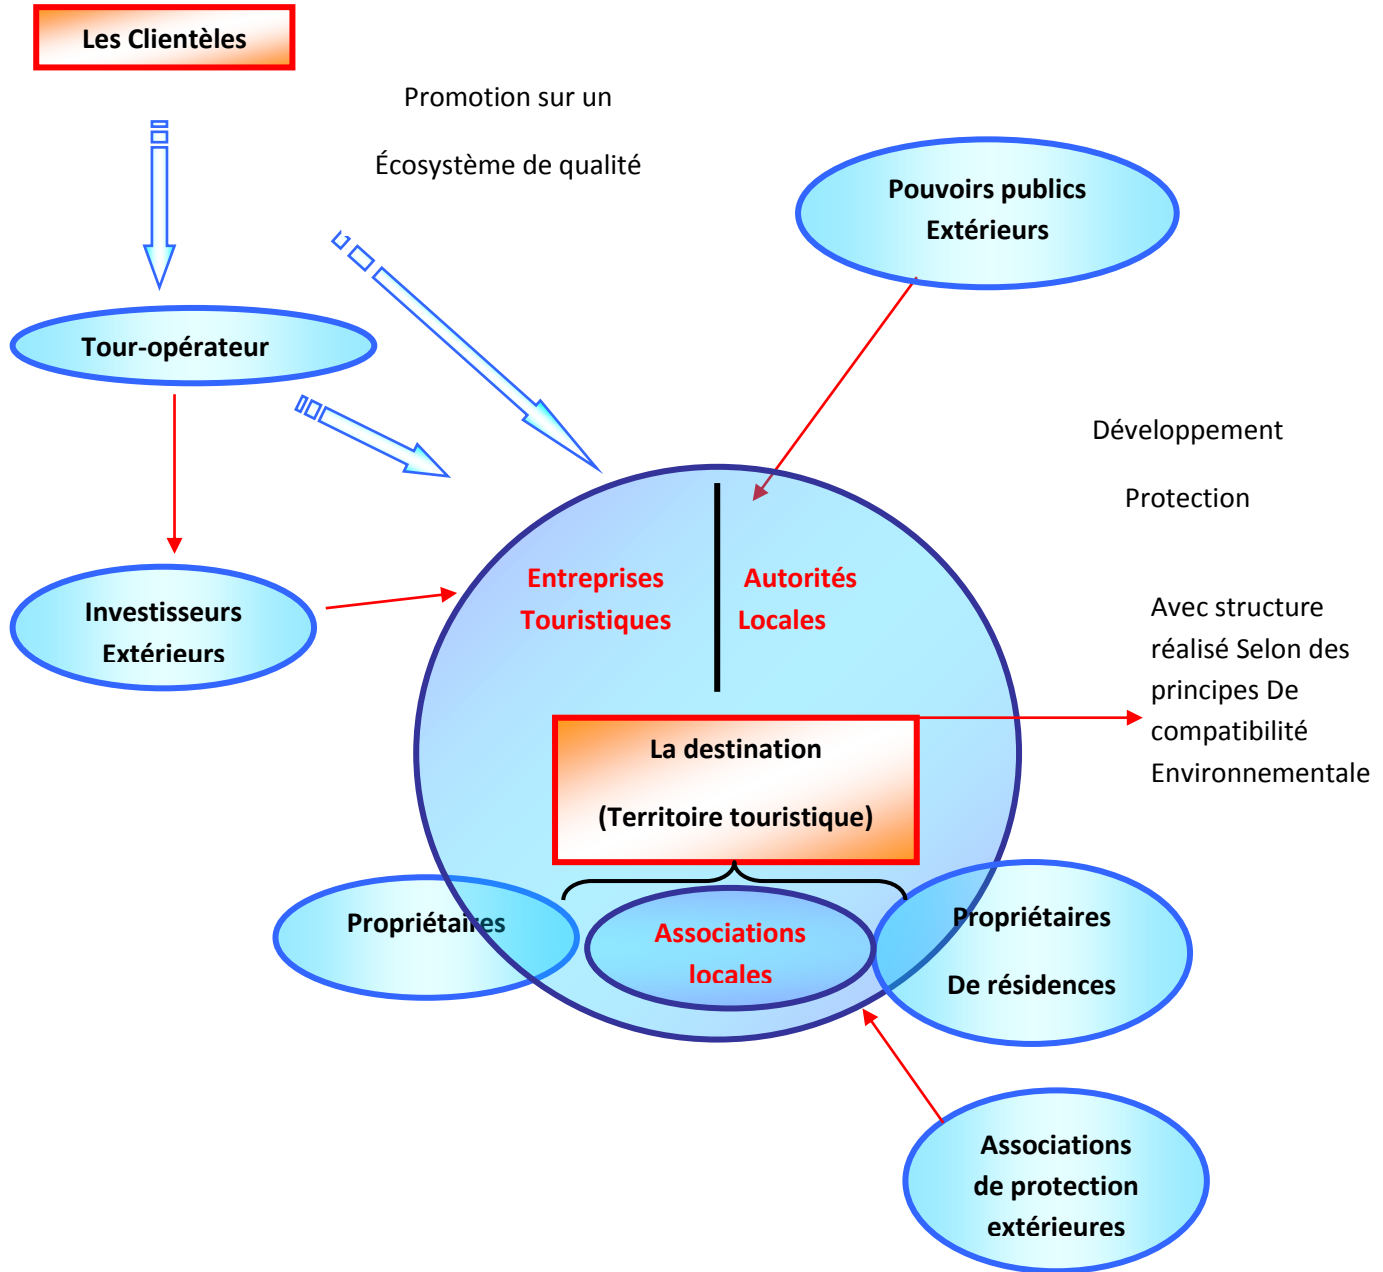 Les Clientèles
Promotion sur un
Écosystème de qualité
Pouvoirs publics
Extérieurs
Tour-opérateur
Développement
Protection
Entreprises
Touristiques
Autorités
Locales
Investisseurs
Extérieurs
Avec structure
réalisé Selon des
principes De
compatibilité
Environnementale
La destination
(Territoire touristique)
Propriétaires
Associations
locales
Propriétaires
De résidences
Associations
de protection
extérieures